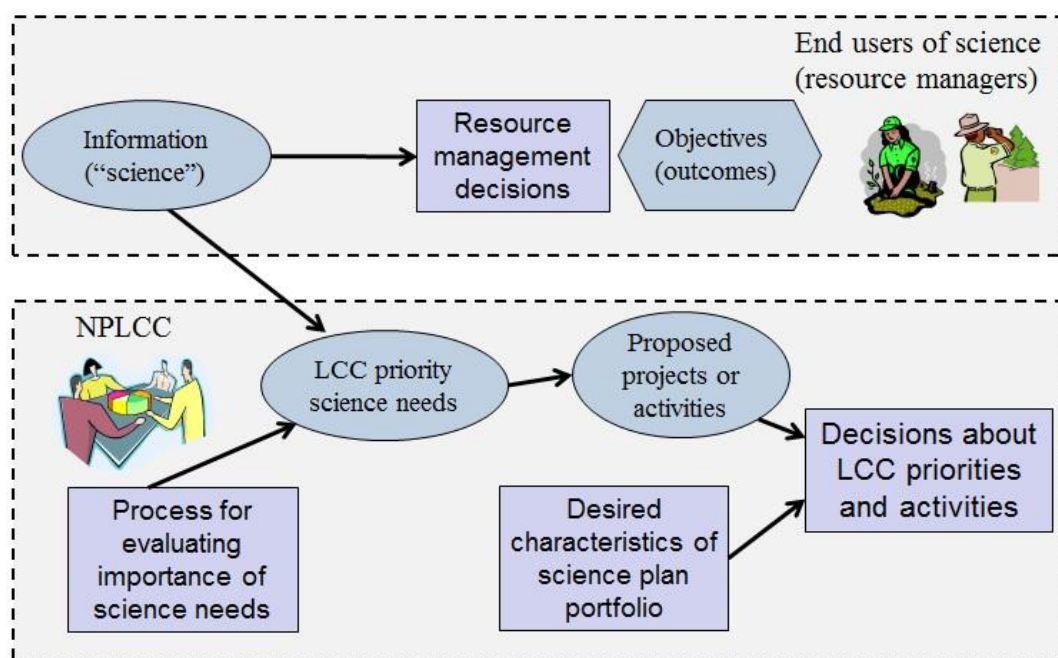 End users of science
(resource managers)
Information
(“science”)
Resource
management
decisions
Objectives
(outcomes)
NPLCC
LCC priority
science needs
Proposed
projects or
activities
Decisions about
LCC priorities
and activities
Process for
evaluating
importance of
science needs
Desired
characteristics of
science plan
portfolio